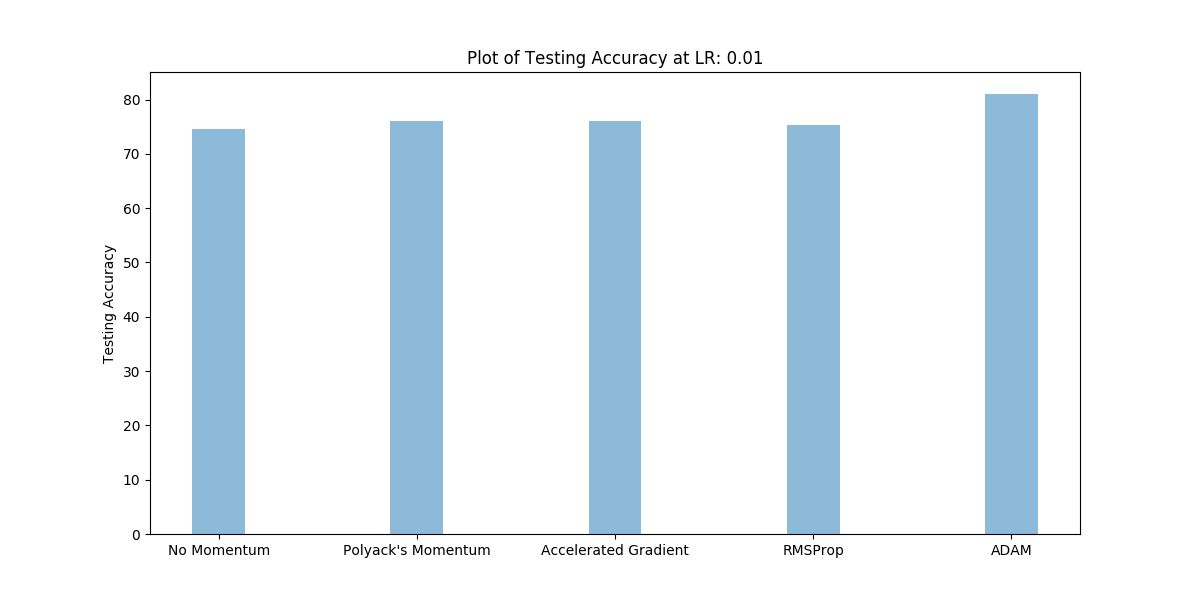 Plot of Testing Accuracy at LR: 0.01
80
70
60
50
40
30
20
10
0
Testing Accuracy
No Momentum
Polyack's Momentum
Accelerated Gradient
RMSProp
ADAM